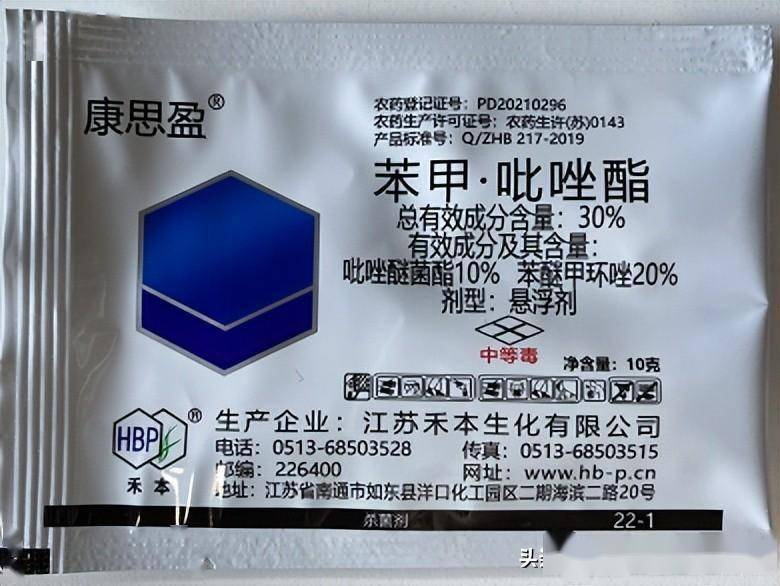 康思盈®
农药登记证号：PD20210296
农药生产许可证号：农药生许(苏)0143
产品标准号：Q/ZHB 217-2019
苯甲·吡唑酯
总有效成分含量：30%
有效成分及其含量：
吡唑醚菌酯10% 苯醚甲环唑20%
剂型：悬浮剂
中等毒
净含量：10克
HBP®
禾本
生产企业：江苏禾本生化有限公司
电话：0513-68503528 传真：0513-68503515
邮编：226400 网址：www.hb-p.cn
地址：江苏省南通市如东县洋口化工园区二期海滨二路20号
杀菌剂 22-1